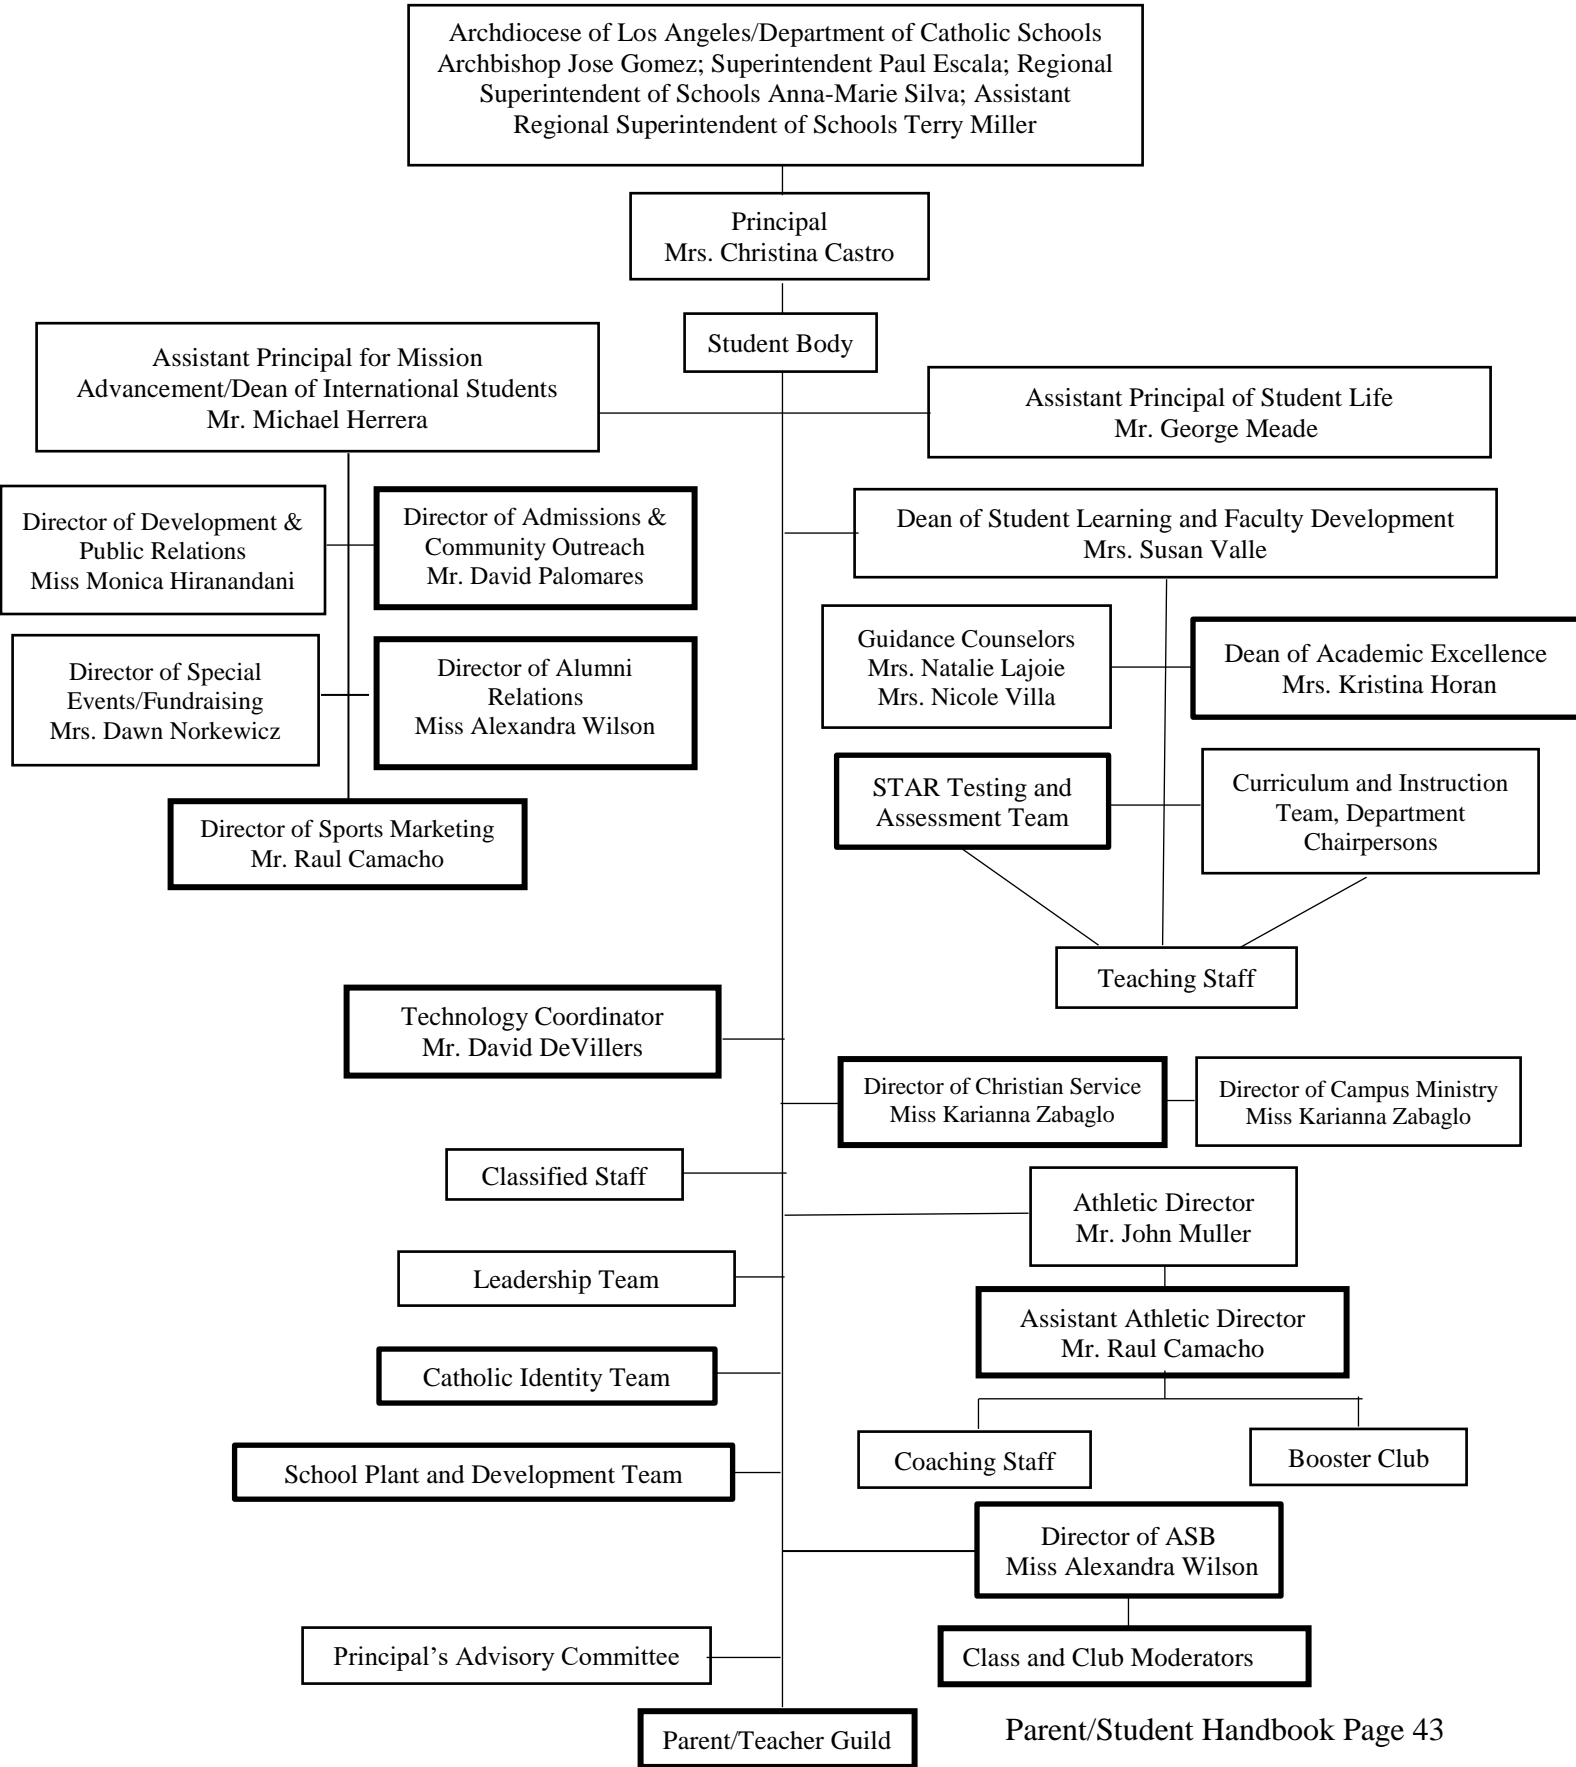 Archdiocese of Los Angeles/Department of Catholic Schools
Archbishop Jose Gomez; Superintendent Paul Escala; Regional
Superintendent of Schools Anna-Marie Silva; Assistant
Regional Superintendent of Schools Terry Miller
Principal
Mrs. Christina Castro
Student Body
Assistant Principal for Mission
Advancement/Dean of International Students
Mr. Michael Herrera
Assistant Principal of Student Life
Mr. George Meade
Director of Development &
Public Relations
Miss Monica Hiranandani
Director of Admissions &
Community Outreach
Mr. David Palomares
Dean of Student Learning and Faculty Development
Mrs. Susan Valle
Director of Special
Events/Fundraising
Mrs. Dawn Norkewicz
Director of Alumni
Relations
Miss Alexandra Wilson
Guidance Counselors
Mrs. Natalie Lajoie
Mrs. Nicole Villa
Dean of Academic Excellence
Mrs. Kristina Horan
Director of Sports Marketing
Mr. Raul Camacho
STAR Testing and
Assessment Team
Curriculum and Instruction
Team, Department
Chairpersons
Teaching Staff
Technology Coordinator
Mr. David DeVillers
Director of Christian Service
Miss Karianna Zabaglo
Director of Campus Ministry
Miss Karianna Zabaglo
Classified Staff
Athletic Director
Mr. John Muller
Leadership Team
Assistant Athletic Director
Mr. Raul Camacho
Catholic Identity Team
Coaching Staff
Booster Club
School Plant and Development Team
Director of ASB
Miss Alexandra Wilson
Principal’s Advisory Committee
Class and Club Moderators
Parent/Teacher Guild
Parent/Student Handbook Page 43